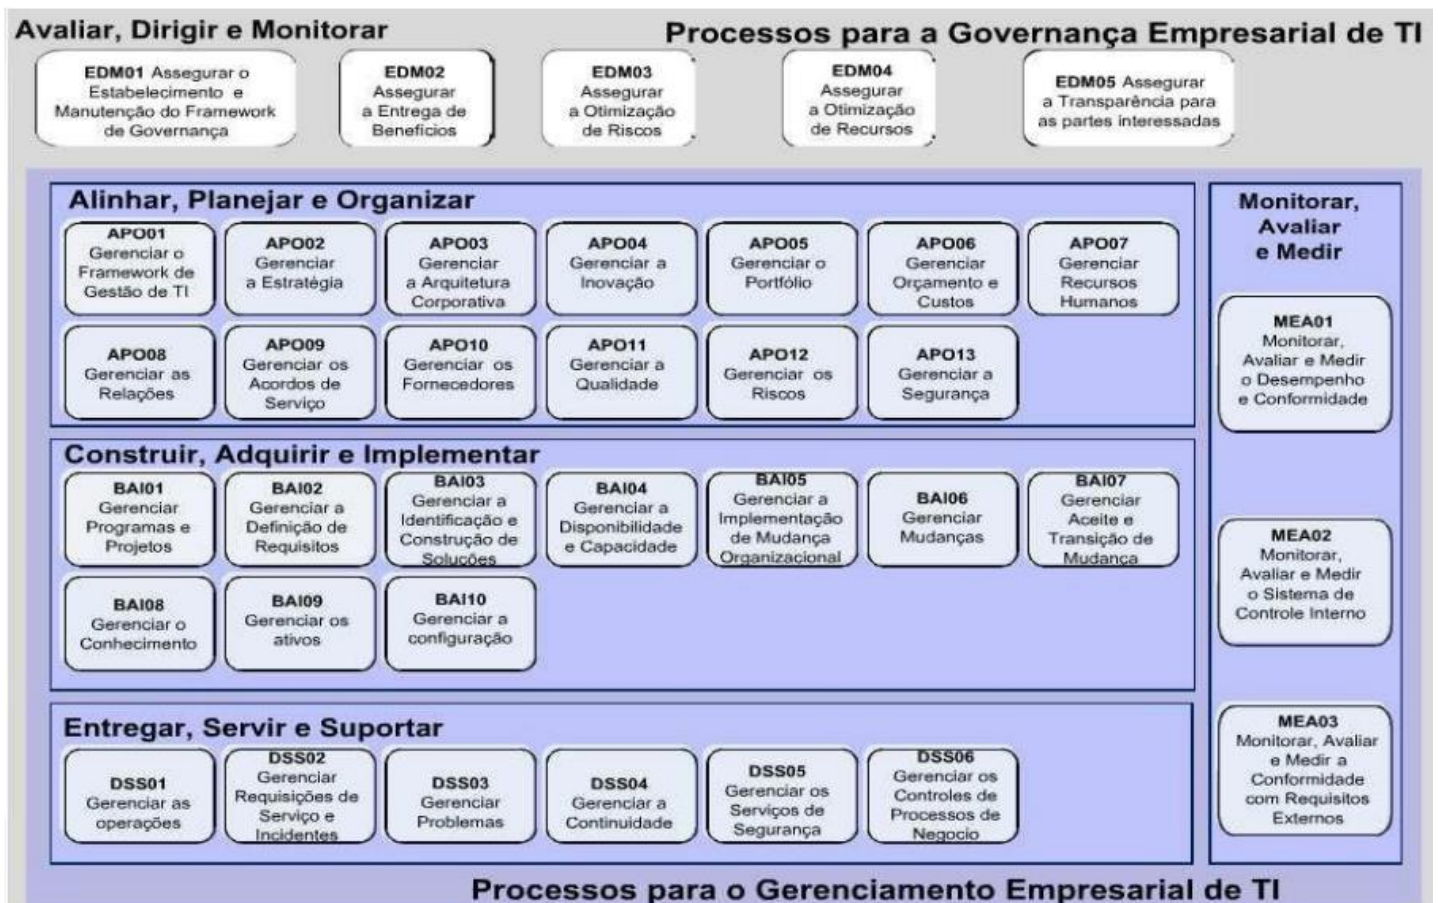 Avaliar, Dirigir e Monitorar
Processos para a Governança Empresarial de TI
EDM01 Assegurar o
Estabelecimento e
Manutenção do Framework
de Governança
EDM02
Assegurar
a Entrega de
Benefícios
EDM03
Assegurar
a Otimização
de Riscos
EDM04
Assegurar
a Otimização
de Recursos
EDM05 Assegurar
a Transparência para
as partes interessadas
Alinhar, Planejar e Organizar
APO01
Gerenciar o
Framework de
Gestão de TI
APO02
Gerenciar
a Estratégia
APO03
Gerenciar
a Arquitetura
Corporativa
APO04
Gerenciar a
Inovação
APO05
Gerenciar o
Portfólio
APO06
Gerenciar
Orçamento e
Custos
APO07
Gerenciar
Recursos
Humanos
APO08
Gerenciar as
Relações
APO09
Gerenciar os
Acordos de
Serviço
APO10
Gerenciar os
Fornecedores
APO11
Gerenciar a
Qualidade
APO12
Gerenciar os
Riscos
APO13
Gerenciar a
Segurança
Construir, Adquirir e Implementar
BAI01
Gerenciar
Programas e
Projetos
BAI02
Gerenciar a
Definição de
Requisitos
BAI03
Gerenciar a
Identificação e
Construção de
Soluções
BAI04
Gerenciar a
Disponibilidade
e Capacidade
BAI05
Gerenciar a
Implementação
de Mudança
Organizacional
BAI06
Gerenciar
Mudanças
BAI07
Gerenciar
Aceite e
Transição de
Mudança
BAI08
Gerenciar o
Conhecimento
BAI09
Gerenciar os
ativos
BAI10
Gerenciar a
configuração
Entregar, Servir e Suportar
DSS01
Gerenciar as
operações
DSS02
Gerenciar
Requisições de
Serviço e
Incidentes
DSS03
Gerenciar
Problemas
DSS04
Gerenciar a
Continuidade
DSS05
Gerenciar os
Serviços de
Segurança
DSS06
Gerenciar os
Controles de
Processos de
Negocio
Monitorar,
Avaliar
e Medir
MEA01
Monitorar,
Avaliar e Medir
o Desempenho
e Conformidade
MEA02
Monitorar,
Avaliar e Medir
o Sistema de
Controle Interno
MEA03
Monitorar, Avaliar
e Medir a
Conformidade
com Requisitos
Externos
Processos para o Gerenciamento Empresarial de TI